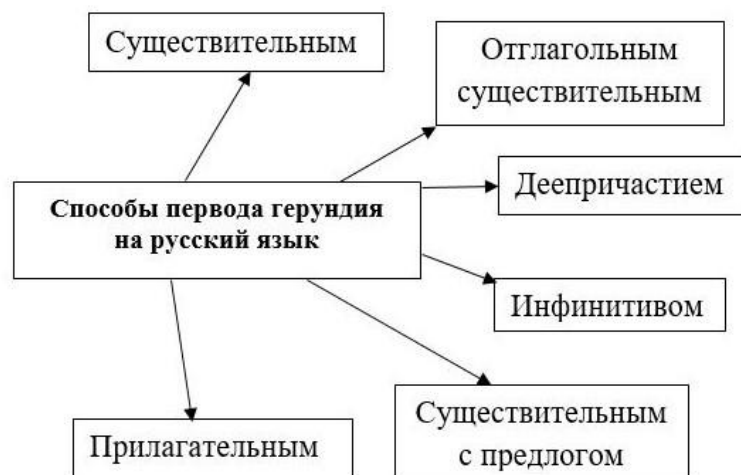 Существительным
Отглагольным
существительным
Деепричастием
Способы первода герундия
на русский язык
Инфинитивом
Существительным
с предлогом
Прилагательным